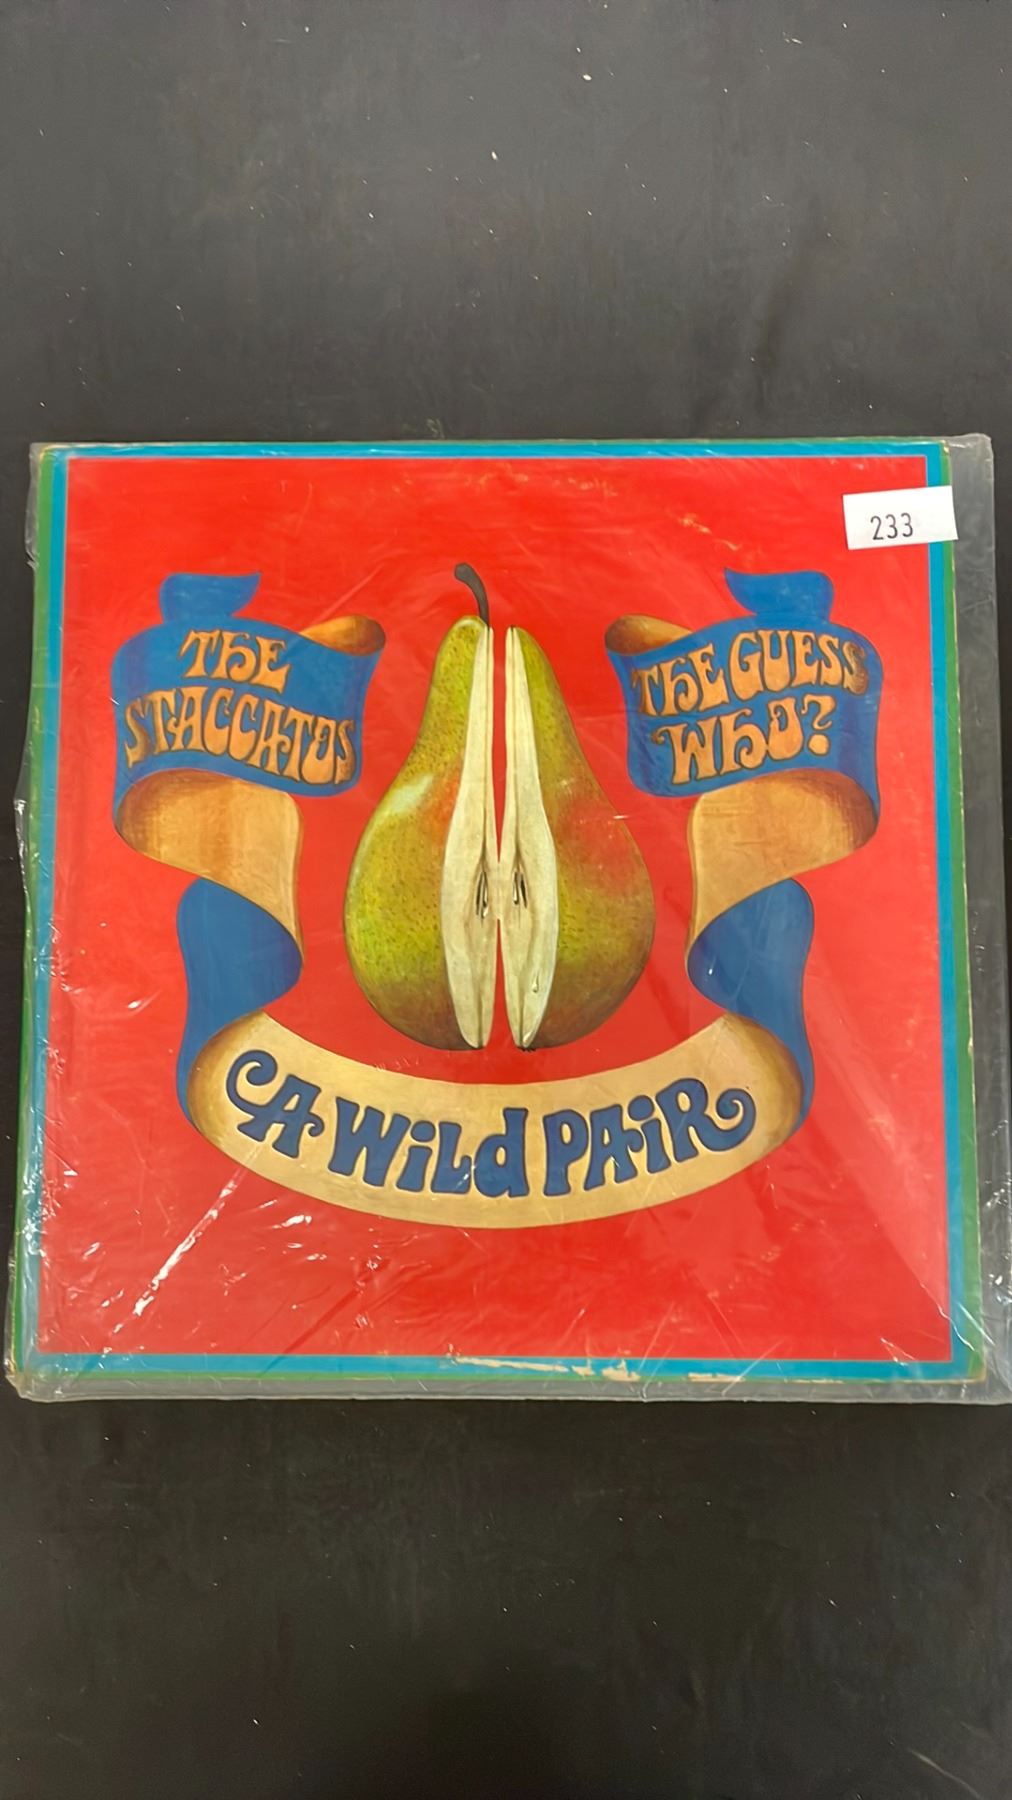 233
The
Staccatos
The Guess
Who?
A Wild Pair